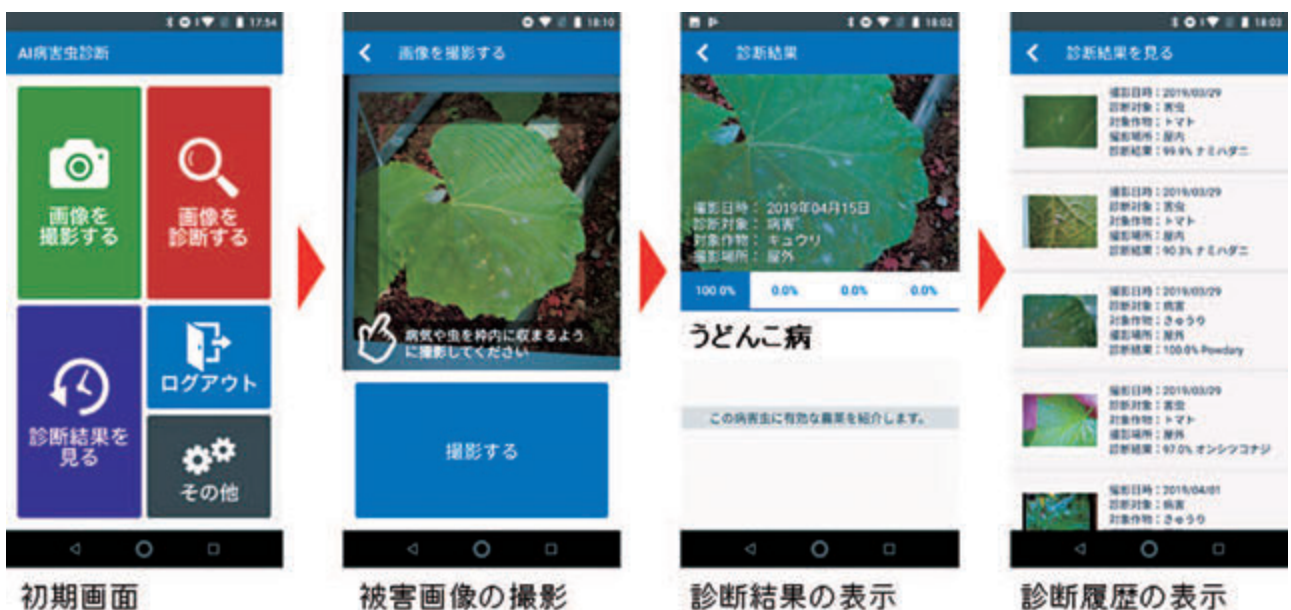 17:54
AI病害虫診断
画像を
撮影する
画像を
診断する
診断結果を
見る
ログアウト
その他
初期画面
18:10
画像を撮影する
病気や虫を枠内に収まるよう
に撮影してください
撮影する
被害画像の撮影
18:02
診断結果
撮影日時： 2019年04月15日
診断対象： 病害
対象作物： キュウリ
撮影場所： 屋外
100.0% 0.0% 0.0% 0.0%
うどんこ病
この病害虫に有効な農薬を紹介します。
診断結果の表示
18:03
診断結果を見る
撮影日時：2019/03/29
診断対象：害虫
対象作物：トマト
撮影場所：屋内
診断結果：99.9% ナミハダニ
撮影日時：2019/03/29
診断対象：害虫
対象作物：トマト
撮影場所：屋内
診断結果：90.3% ナミハダニ
撮影日時：2019/03/29
診断対象：病害
対象作物：きゅうり
撮影場所：屋外
診断結果：100.0% Powdary
撮影日時：2019/03/29
診断対象：害虫
対象作物：トマト
撮影場所：屋外
診断結果：97.0% オンシツコナジ
撮影日時：2019/04/01
診断対象：病害
対象作物：きゅうり
診断履歴の表示